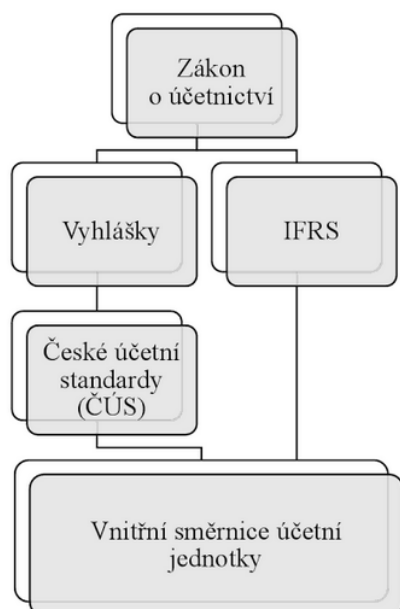 Zákon
o účetnictví
Vyhlášky
IFRS
České účetní
standardy
(ČÚS)
Vnitřní směrnice účetní
jednotky